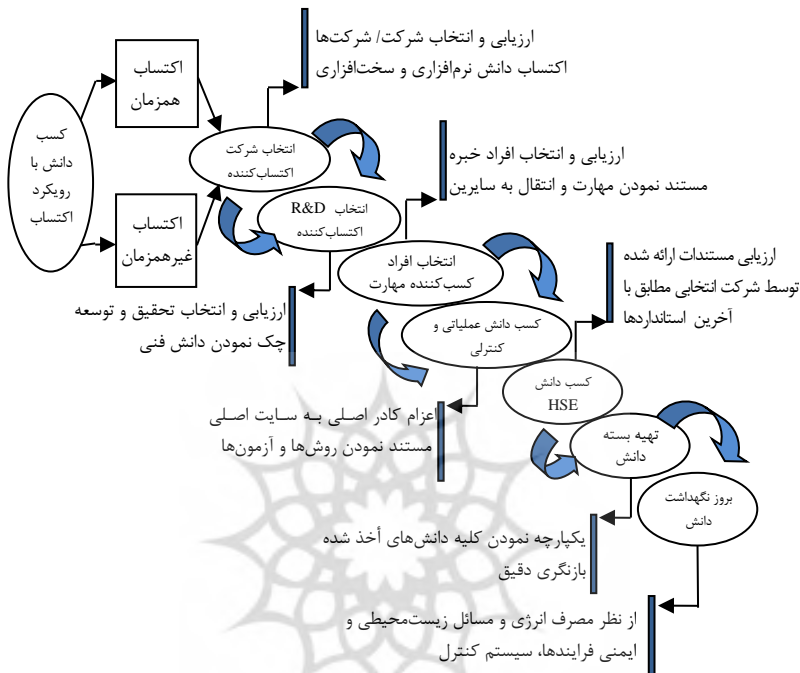 کسب
دانش با
رویکرد
اکتساب
اکتساب
همزمان
اکتساب
غیرهمزمان
ارزیابی و انتخاب شرکت/ شرکت‌ها
اکتساب دانش نرم‌افزاری و سخت‌افزاری
انتخاب شرکت
اکتساب‌کننده
انتخاب R&D
اکتساب‌کننده
ارزیابی و انتخاب تحقیق و توسعه
چک نمودن دانش فنی
ارزیابی و انتخاب افراد خبره
مستند نمودن مهارت و انتقال به سایرین
انتخاب افراد
کسب‌کننده مهارت
کسب دانش عملیاتی و
کنترلی
اعزام کادر اصلی به سایت اصلی
مستند نمودن روش‌ها و آزمون‌ها
ارزیابی مستندات ارائه شده
توسط شرکت انتخابی مطابق با
آخرین استانداردها
کسب دانش
HSE
تهیه بسته
دانش
یکپارچه نمودن کلیه دانش‌های أخذ شده
بازنگری دقیق
بروز نگهداشت
دانش
از نظر مصرف انرژی و مسائل زیست‌محیطی و
ایمنی فرایندها، سیستم کنترل